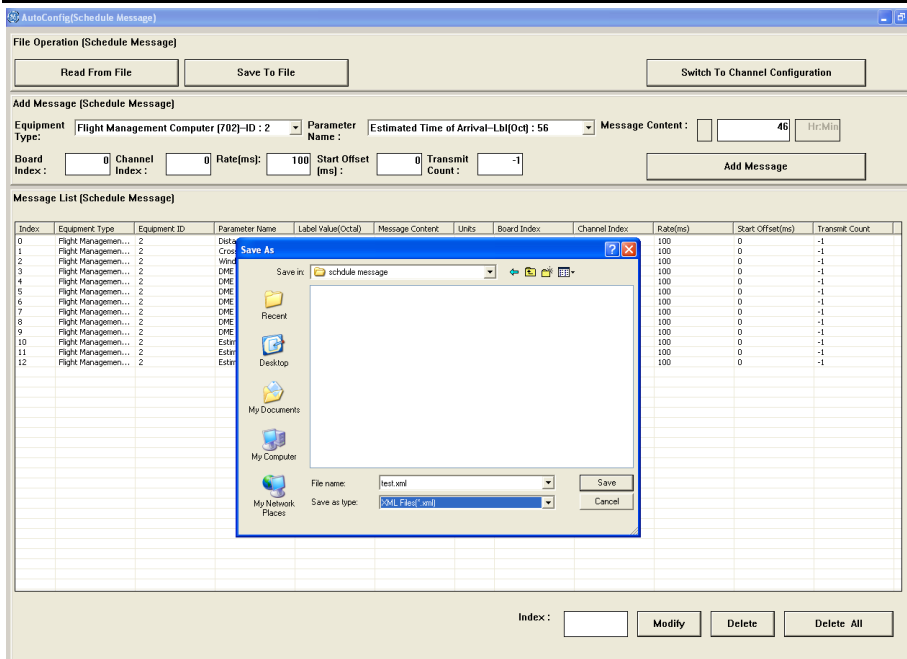 AutoConfig(Schedule Message)
File Operation (Schedule Message)
Read From File Save To File Switch To Channel Configuration
Add Message (Schedule Message)
Equipment Type: Flight Management Computer (702)–ID : 2 Parameter Name : Estimated Time of Arrival–Lbl(Oct) : 56 Message Content : 46 Hr:Min
Board Index : 0 Channel Index : 0 Rate(ms): 100 Start Offset (ms) : 0 Transmit Count : -1 Add Message
Message List (Schedule Message)
Index Equipment Type Equipment ID Parameter Name Label Value(Octal) Message Content Units Board Index Channel Index Rate(ms) Start Offset(ms) Transmit Count
0 Flight Managemen... 2 Dista 100 0 -1
1 Flight Managemen... 2 Cros 100 0 -1
2 Flight Managemen... 2 Wind 100 0 -1
3 Flight Managemen... 2 DME 100 0 -1
4 Flight Managemen... 2 DME 100 0 -1
5 Flight Managemen... 2 DME 100 0 -1
6 Flight Managemen... 2 DME 100 0 -1
7 Flight Managemen... 2 DME 100 0 -1
8 Flight Managemen... 2 DME 100 0 -1
9 Flight Managemen... 2 DME 100 0 -1
10 Flight Managemen... 2 Estim 100 0 -1
11 Flight Managemen... 2 Estim 100 0 -1
12 Flight Managemen... 2 Estim 100 0 -1
Save As
Save in: schdule message
Recent
Desktop
My Documents
My Computer
My Network Places
File name: test.xml Save
Save as type: XML Files(*.xml) Cancel
Index : Modify Delete Delete All